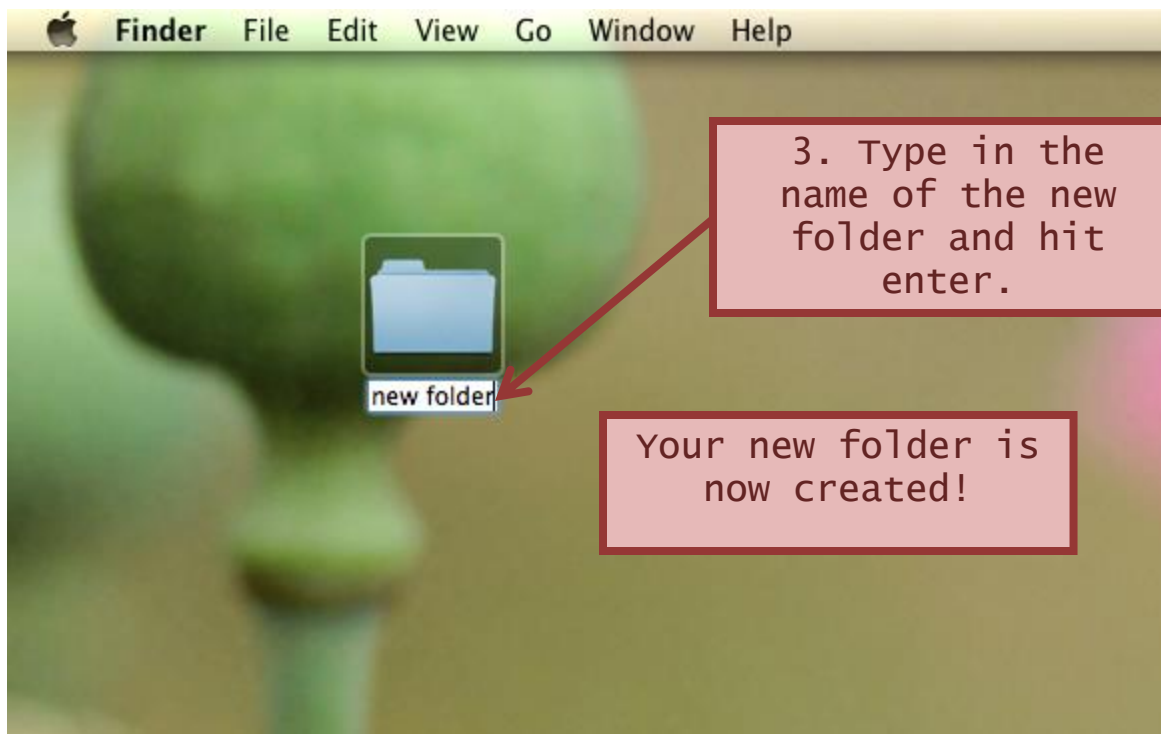 Finder File Edit View Go Window Help
3. Type in the
name of the new
folder and hit
enter.
new folder
Your new folder is
now created!